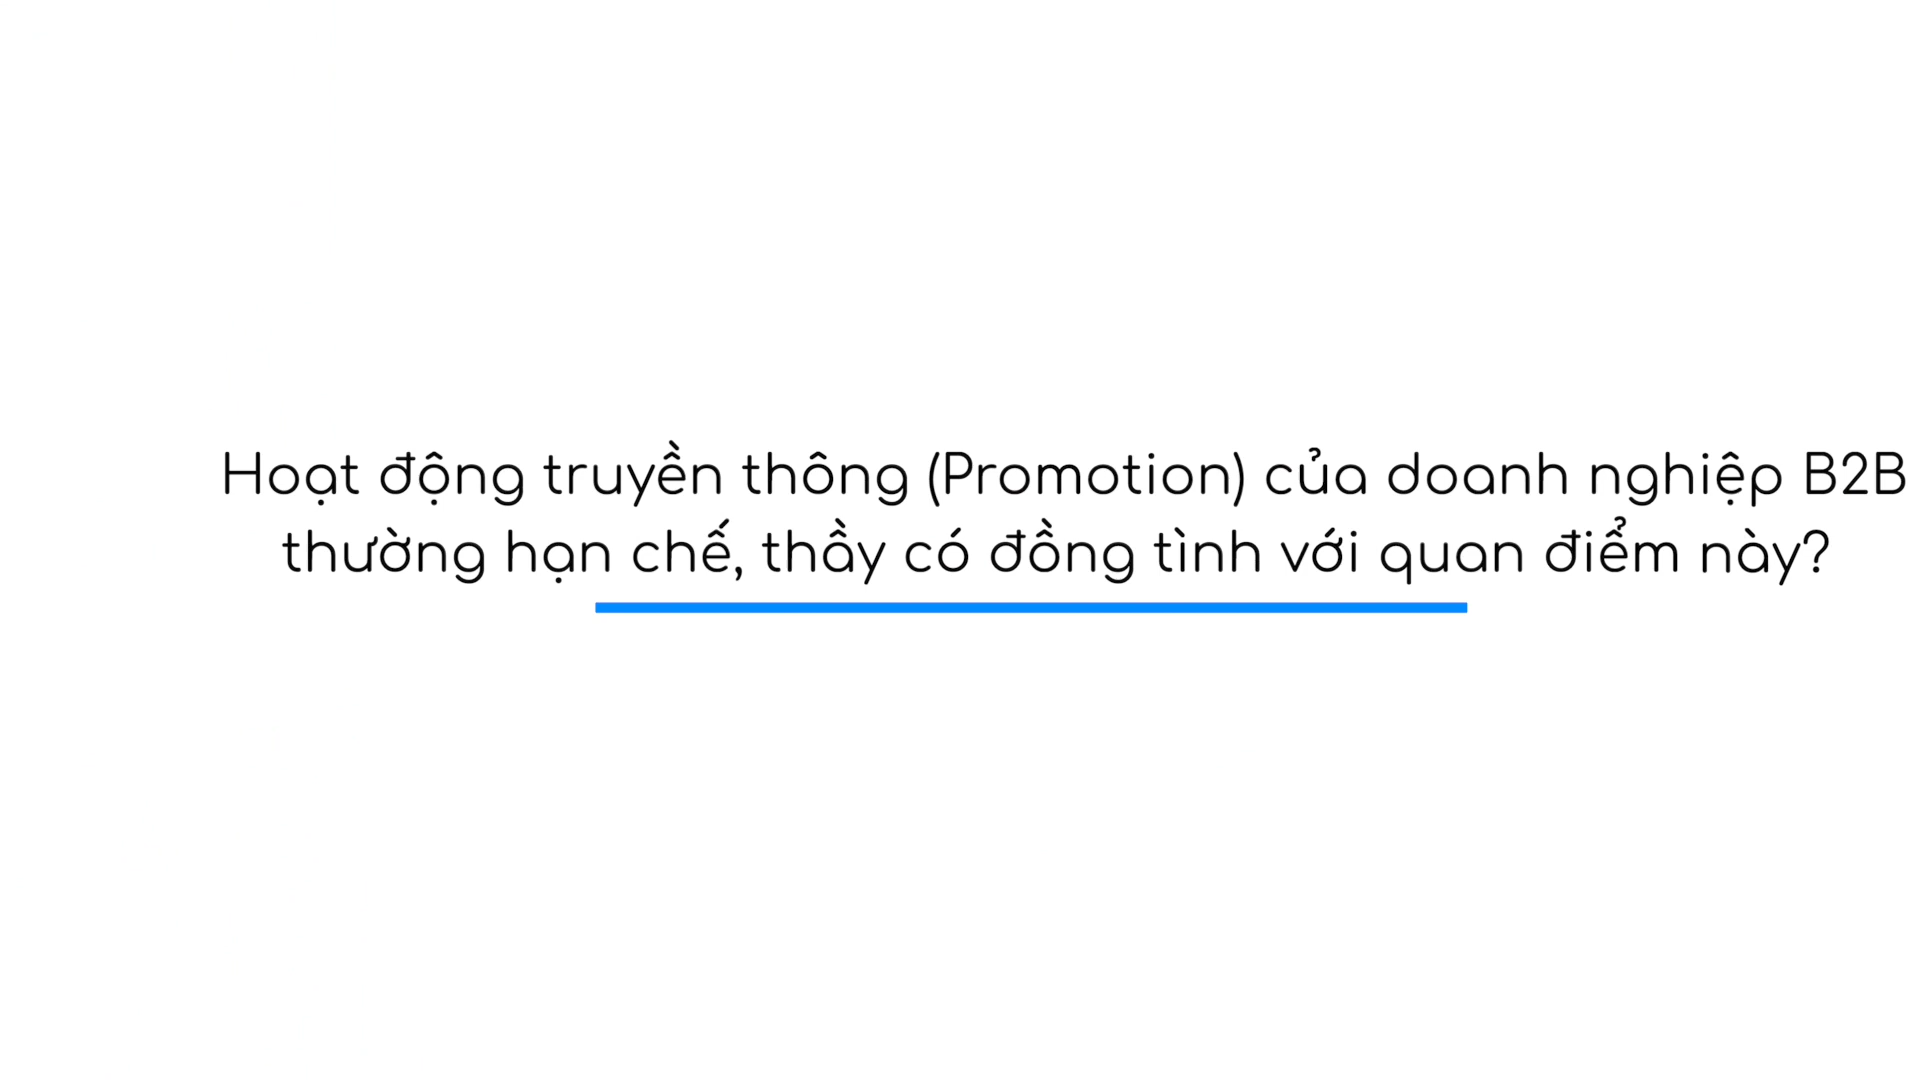 Hoạt động truyền thông (Promotion) của doanh nghiệp B2B
thường hạn chế, thầy có đồng tình với quan điểm này?